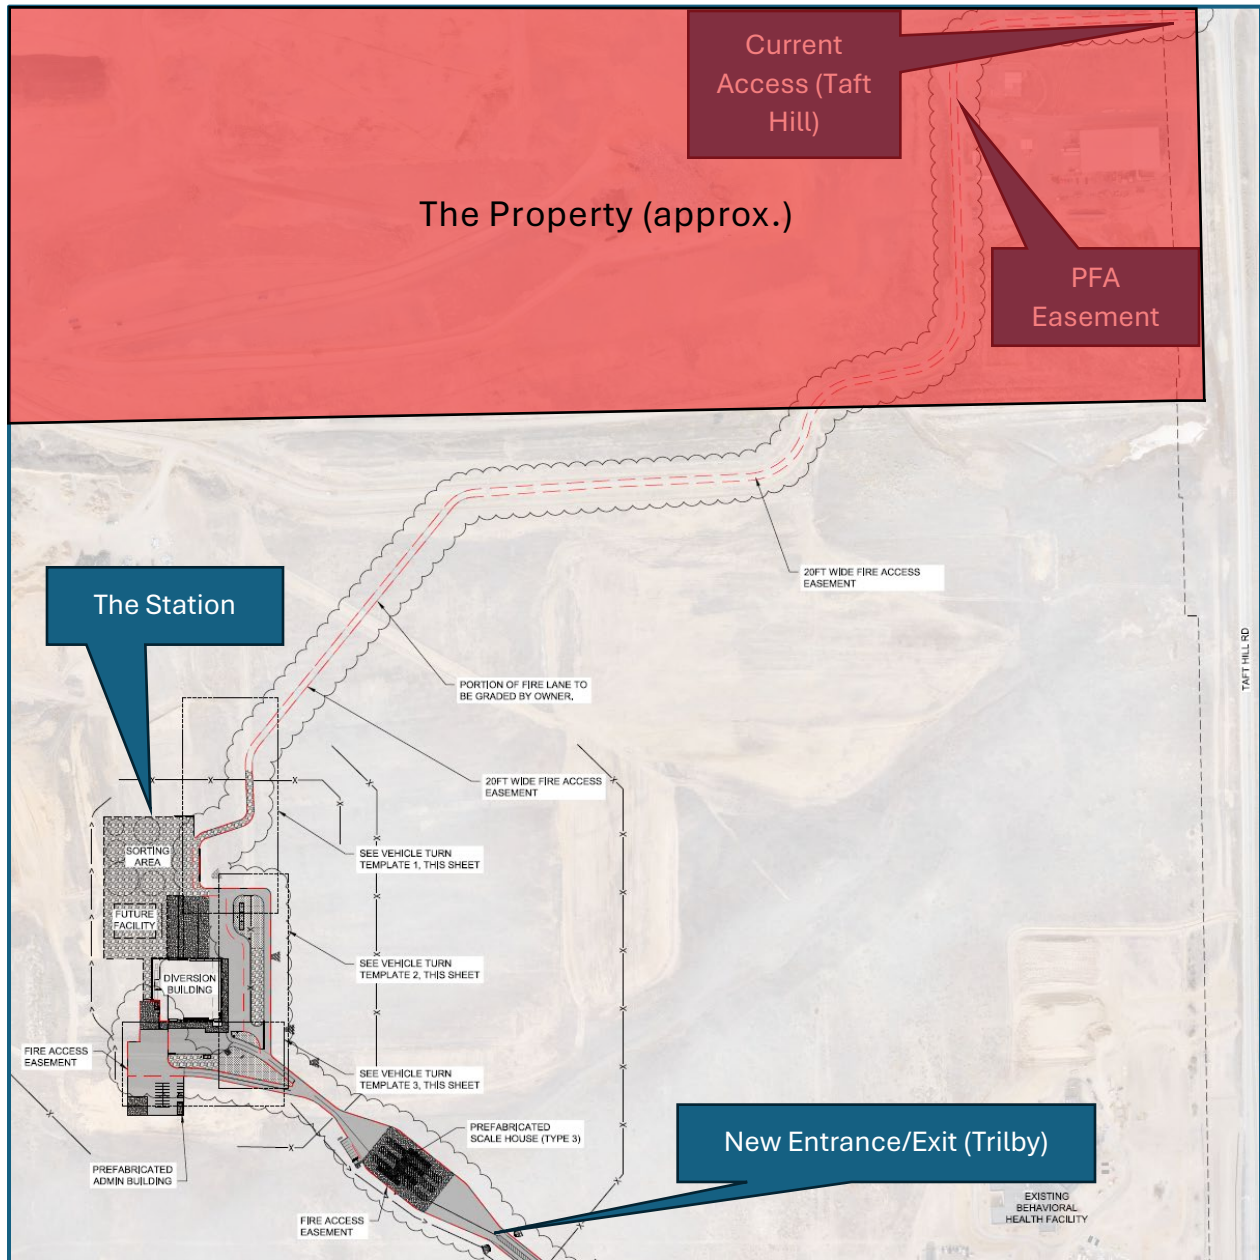 Current
Access (Taft
Hill)
The Property (approx.)
PFA
Easement
20FT WIDE FIRE ACCESS
EASEMENT
The Station
TAFT HILL RD
PORTION OF FIRE LANE TO
BE GRADED BY OWNER.
20FT WIDE FIRE ACCESS
EASEMENT
SORTING
AREA
SEE VEHICLE TURN
TEMPLATE 1, THIS SHEET
FUTURE
FACILITY
SEE VEHICLE TURN
TEMPLATE 2, THIS SHEET
DIVERSION
BUILDING
FIRE ACCESS
EASEMENT
SEE VEHICLE TURN
TEMPLATE 3, THIS SHEET
PREFABRICATED
SCALE HOUSE (TYPE 3)
New Entrance/Exit (Trilby)
PREFABRICATED
ADMIN BUILDING
EXISTING
BEHAVIORAL
HEALTH FACILITY
FIRE ACCESS
EASEMENT